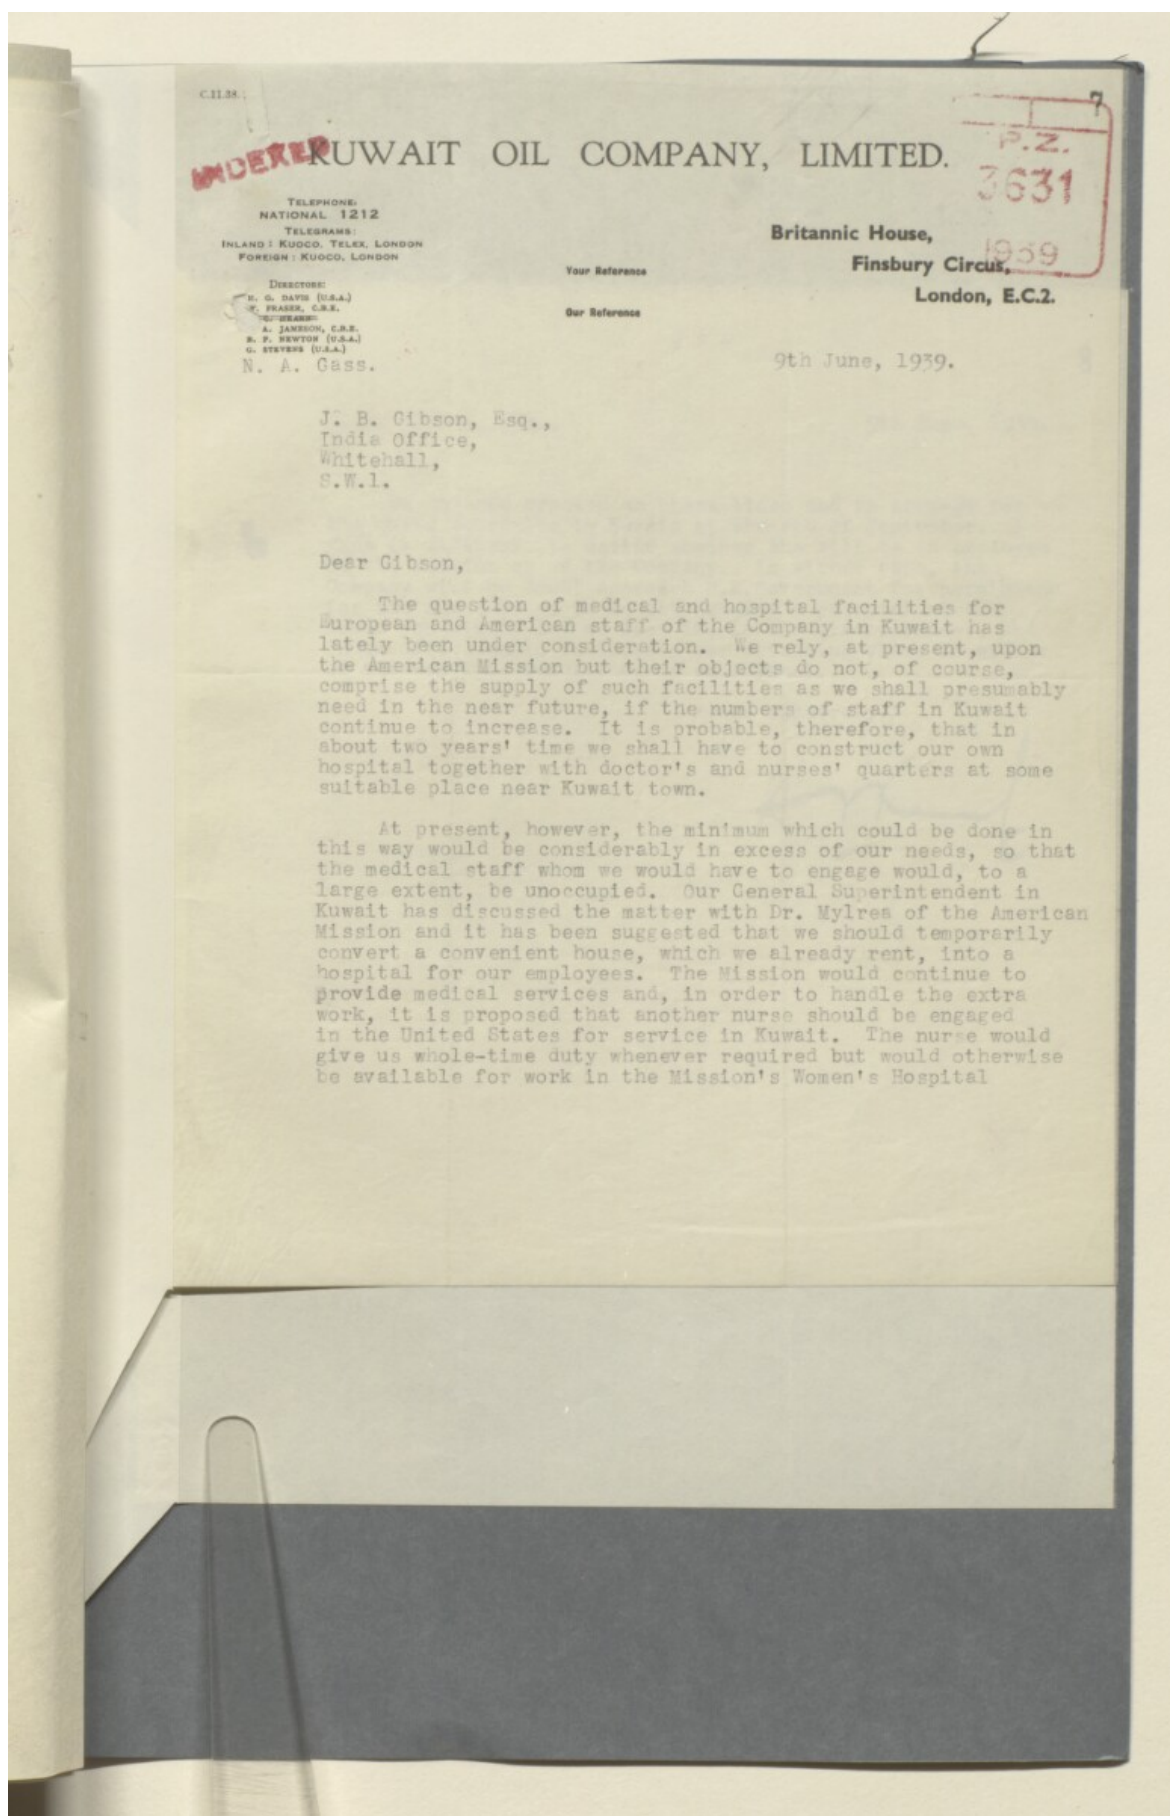 C.11.38.
7
INDEXED
KUWAIT OIL COMPANY, LIMITED.
P.Z.
3631
1939
TELEPHONE:
NATIONAL 1212
TELEGRAMS:
INLAND : KUOCO, TELEX, LONDON
FOREIGN : KUOCO, LONDON
Britannic House,
Finsbury Circus,
London, E.C.2.
Your Reference
Our Reference
DIRECTORS:
H. G. DAVIS (U.S.A.)
W. FRASER, C.B.E.
C. HEARN
A. JAMESON, C.B.E.
B. F. NEWTON (U.S.A.)
G. STEVENS (U.S.A.)
N. A. Gass.
9th June, 1939.
J. B. Gibson, Esq.,
India Office,
Whitehall,
S.W.1.
Dear Gibson,
The question of medical and hospital facilities for
European and American staff of the Company in Kuwait has
lately been under consideration. We rely, at present, upon
the American Mission but their objects do not, of course,
comprise the supply of such facilities as we shall presumably
need in the near future, if the numbers of staff in Kuwait
continue to increase. It is probable, therefore, that in
about two years' time we shall have to construct our own
hospital together with doctor's and nurses' quarters at some
suitable place near Kuwait town.
At present, however, the minimum which could be done in
this way would be considerably in excess of our needs, so that
the medical staff whom we would have to engage would, to a
large extent, be unoccupied. Our General Superintendent in
Kuwait has discussed the matter with Dr. Mylrea of the American
Mission and it has been suggested that we should temporarily
convert a convenient house, which we already rent, into a
hospital for our employees. The Mission would continue to
provide medical services and, in order to handle the extra
work, it is proposed that another nurse should be engaged
in the United States for service in Kuwait. The nurse would
give us whole-time duty whenever required but would otherwise
be available for work in the Mission's Women's Hospital